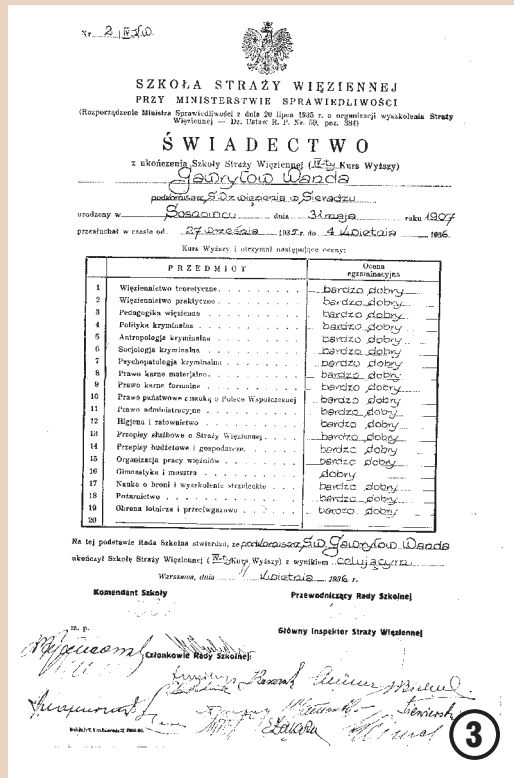 Nr. 2 | IV
SZKOŁA STRAŻY WIĘZIENNEJ
PRZY MINISTERSTWIE SPRAWIEDLIWOŚCI
(Rozporządzenie Ministra Sprawiedliwości z dnia 20 lipca 1935 r. o organizacji wyszkolenia Straży
Więziennej — Dz. Ustaw R. P. Nr. 59, poz. 384)
ŚWIADECTWO
z ukończenia Szkoły Straży Więziennej (IV-ty Kurs Wyższy)
Gawryłow Wanda
podkomisarz S.W. więzienia w Sieradzu
urodzony w Sosnowcu dnia 31 maja roku 1907
przesłuchał w czasie od 27 września 1935 r. do 4 kwietnia 1936
Kurs Wyższy i otrzymał następujące oceny:
PRZEDMIOT Ocena
egzaminacyjna
1 Więziennictwo teoretyczne bardzo dobry
2 Więziennictwo praktyczne bardzo dobry
3 Pedagogika więzienna bardzo dobry
4 Polityka kryminalna bardzo dobry
5 Antropologja kryminalna bardzo dobry
6 Socjologja kryminalna bardzo dobry
7 Psychopatologja kryminalna bardzo dobry
8 Prawo karne materjalne bardzo dobry
9 Prawo karne formalne bardzo dobry
10 Prawo państwowe z nauką o Polsce Współczesnej bardzo dobry
11 Prawo administracyjne bardzo dobry
12 Higjena i ratownictwo bardzo dobry
13 Przepisy służbowe o Straży Więziennej bardzo dobry
14 Przepisy budżetowe i gospodarcze bardzo dobry
15 Organizacja pracy więźniów bardzo dobry
16 Gimnastyka i musztra dobry
17 Nauka o broni i wyszkolenie strzeleckie bardzo dobry
18 Pożarnictwo bardzo dobry
19 Obrona lotnicza i przeciwgazowa bardzo dobry
20
Na tej podstawie Rada Szkolna stwierdza, że podkomisarz S.W. Gawryłow Wanda
ukończył Szkołę Straży Więziennej (IV-ty Kurs Wyższy) z wynikiem celującym
Warszawa, dnia kwietnia 1936 r.
Komendant Szkoły Przewodniczący Rady Szkolnej
m. p. Główny Inspektor Straży Więziennej
Członkowie Rady Szkolnej:
3